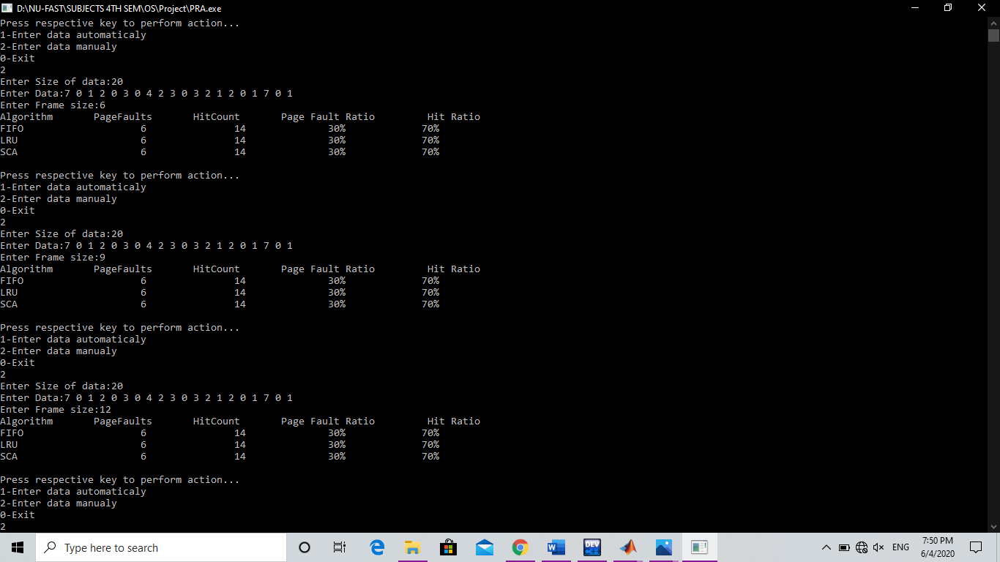 D:\NU-FAST\SUBJECTS 4TH SEM\OS\Project\PRA.exe
Press respective key to perform action...
1-Enter data automaticaly
2-Enter data manualy
0-Exit
2
Enter Size of data:20
Enter Data:7 0 1 2 0 3 0 4 2 3 0 3 2 1 2 0 1 7 0 1
Enter Frame size:6
Algorithm PageFaults HitCount Page Fault Ratio Hit Ratio
FIFO 6 14 30% 70%
LRU 6 14 30% 70%
SCA 6 14 30% 70%
Press respective key to perform action...
1-Enter data automaticaly
2-Enter data manualy
0-Exit
2
Enter Size of data:20
Enter Data:7 0 1 2 0 3 0 4 2 3 0 3 2 1 2 0 1 7 0 1
Enter Frame size:9
Algorithm PageFaults HitCount Page Fault Ratio Hit Ratio
FIFO 6 14 30% 70%
LRU 6 14 30% 70%
SCA 6 14 30% 70%
Press respective key to perform action...
1-Enter data automaticaly
2-Enter data manualy
0-Exit
2
Enter Size of data:20
Enter Data:7 0 1 2 0 3 0 4 2 3 0 3 2 1 2 0 1 7 0 1
Enter Frame size:12
Algorithm PageFaults HitCount Page Fault Ratio Hit Ratio
FIFO 6 14 30% 70%
LRU 6 14 30% 70%
SCA 6 14 30% 70%
Press respective key to perform action...
1-Enter data automaticaly
2-Enter data manualy
0-Exit
2
Type here to search
W
DEV
C++
ENG
7:50 PM
6/4/2020